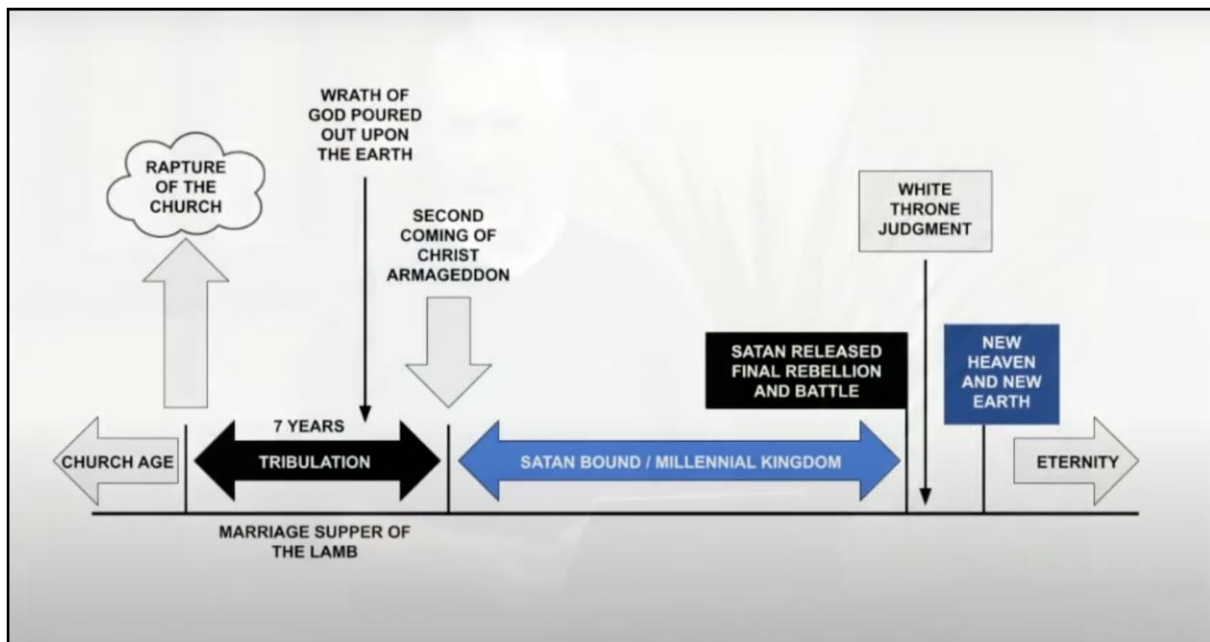 WRATH OF
GOD POURED
OUT UPON
THE EARTH
RAPTURE
OF THE
CHURCH
SECOND
COMING OF
CHRIST
ARMAGEDDON
WHITE
THRONE
JUDGMENT
SATAN RELEASED
FINAL REBELLION
AND BATTLE
NEW
HEAVEN
AND NEW
EARTH
7 YEARS
CHURCH AGE
TRIBULATION
SATAN BOUND / MILLENNIAL KINGDOM
ETERNITY
MARRIAGE SUPPER OF
THE LAMB